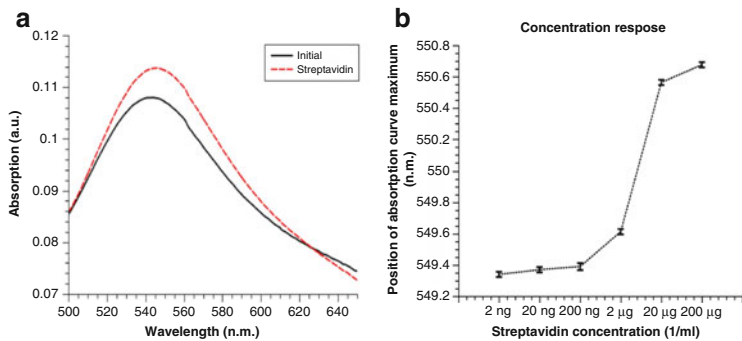 a
0.12
0.11
0.1
0.09
0.08
0.07
Absorption (a.u.)
Initial
Streptavidin
500 520 540 560 580 600 620 640
Wavelength (n.m.)
b
Concentration respose
550.8
550.6
550.4
550.2
550
549.8
549.6
549.4
549.2
Position of absoribtion curve maximum
(n.m.)
2 ng 20 ng 200 ng 2 µg 20 µg 200 µg
Streptavidin concentration (1/ml)